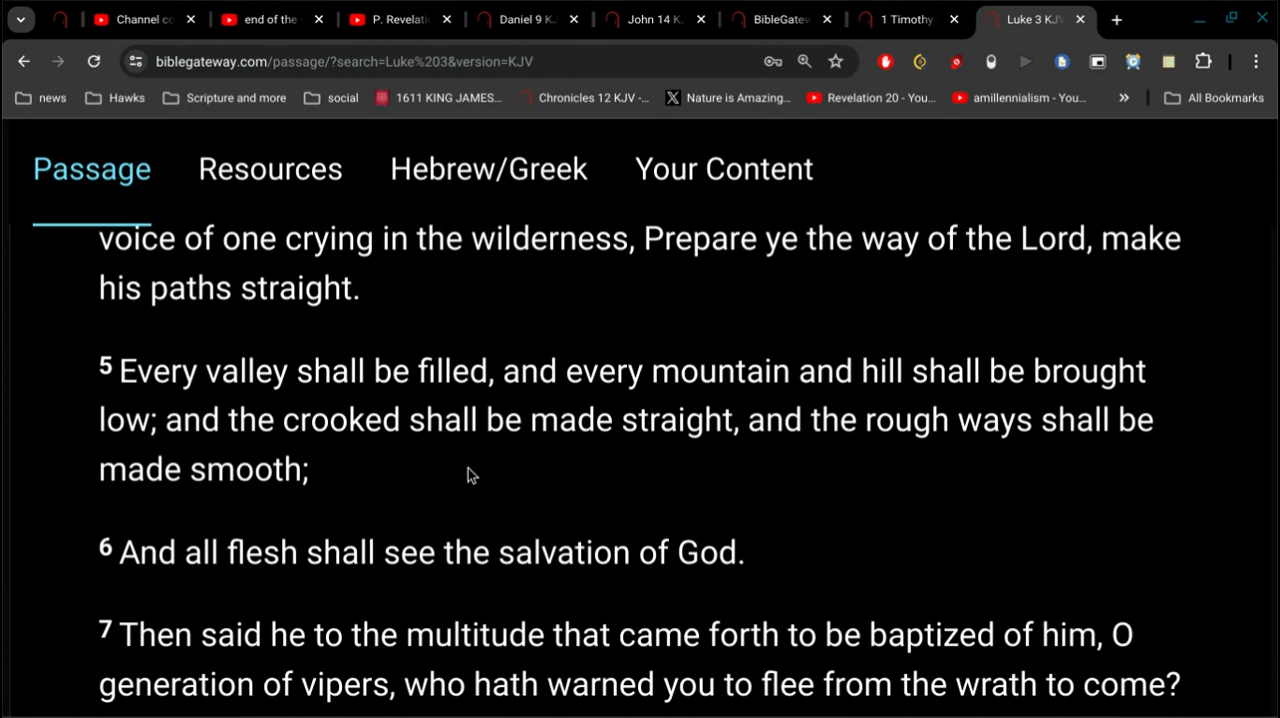 Channel co
end of the
P. Revelati
Daniel 9 K
John 14 K
BibleGatew
1 Timothy
Luke 3 KJV
biblegateway.com/passage/?search=Luke%203&version=KJV
news
Hawks
Scripture and more
social
1611 KING JAMES...
Chronicles 12 KJV -...
Nature is Amazing...
Revelation 20 - You...
amillennialism - You...
All Bookmarks
Passage
Resources
Hebrew/Greek
Your Content
voice of one crying in the wilderness, Prepare ye the way of the Lord, make
his paths straight.
5 Every valley shall be filled, and every mountain and hill shall be brought
low; and the crooked shall be made straight, and the rough ways shall be
made smooth;
6 And all flesh shall see the salvation of God.
7 Then said he to the multitude that came forth to be baptized of him, O
generation of vipers, who hath warned you to flee from the wrath to come?